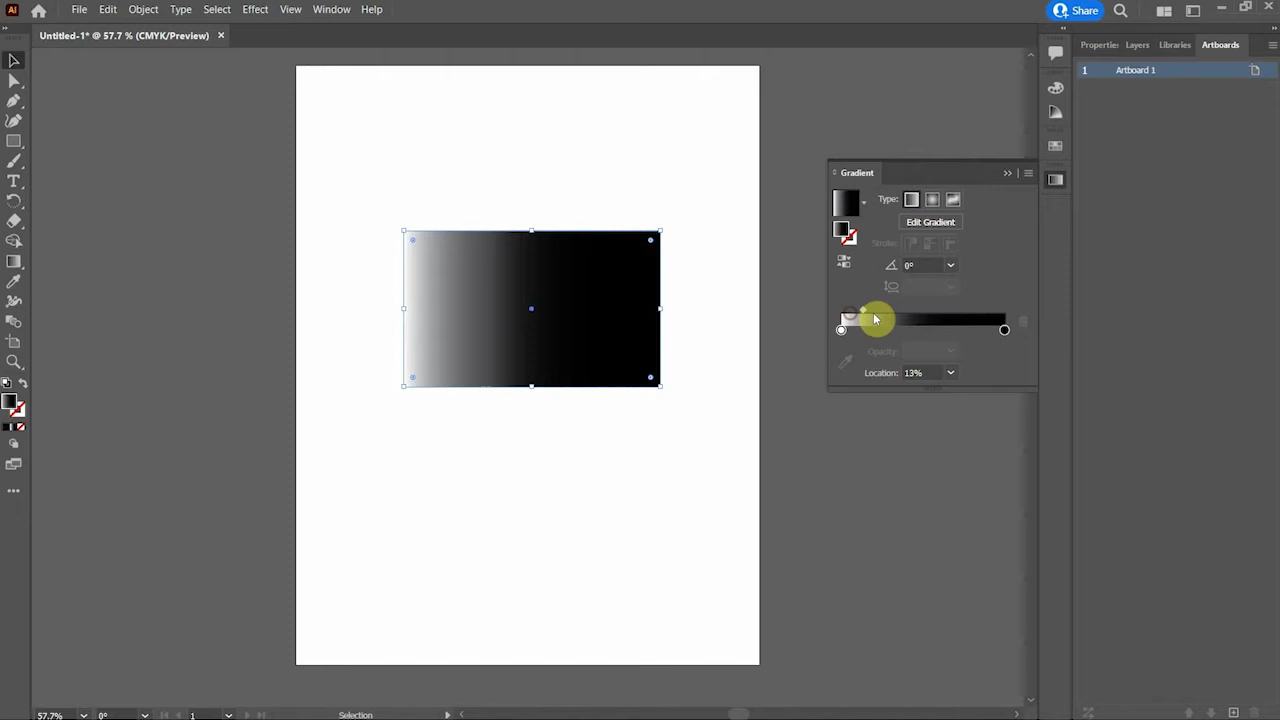 Ai File Edit Object Type Select Effect View Window Help Share
Untitled-1* @ 57.7 % (CMYK/Preview) ×
Properties Layers Libraries Artboards
1 Artboard 1
Gradient
Type:
Edit Gradient
Stroke:
0°
Opacity:
Location: 13%
57.7% 0° 1 Selection